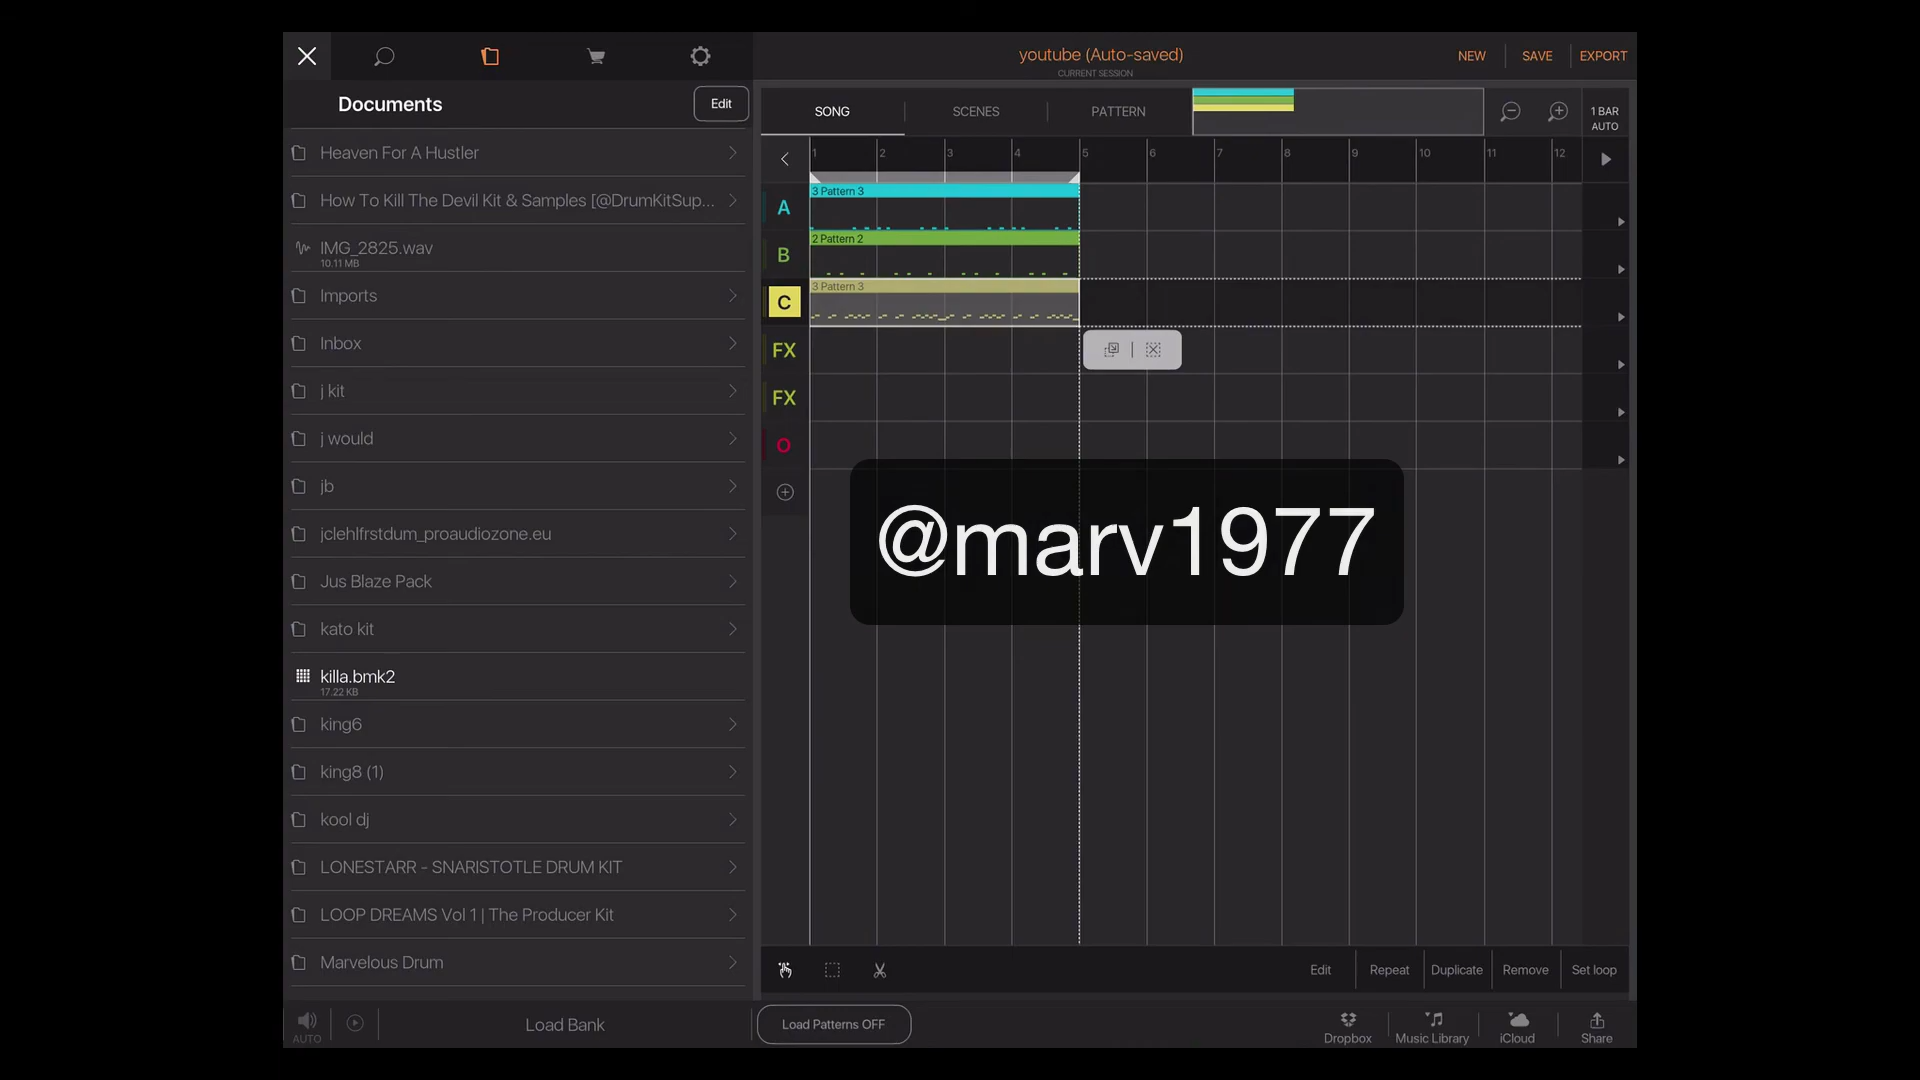 youtube (Auto-saved)
CURRENT SESSION
NEW
SAVE
EXPORT
Documents
Edit
Heaven For A Hustler
How To Kill The Devil Kit & Samples [@DrumKitSup...
IMG_2825.wav
10.11 MB
Imports
Inbox
j kit
j would
jb
jclehlfrstdum_proaudiozone.eu
Jus Blaze Pack
kato kit
killa.bmk2
17.22 KB
king6
king8 (1)
kool dj
LONESTARR - SNARISTOTLE DRUM KIT
LOOP DREAMS Vol 1 | The Producer Kit
Marvelous Drum
AUTO
Load Bank
SONG
SCENES
PATTERN
1 BAR
AUTO
1 2 3 4 5 6 7 8 9 10 11 12
A
3 Pattern 3
B
2 Pattern 2
C
3 Pattern 3
FX
FX
O
@marv1977
Edit
Repeat
Duplicate
Remove
Set loop
Load Patterns OFF
Dropbox
Music Library
iCloud
Share